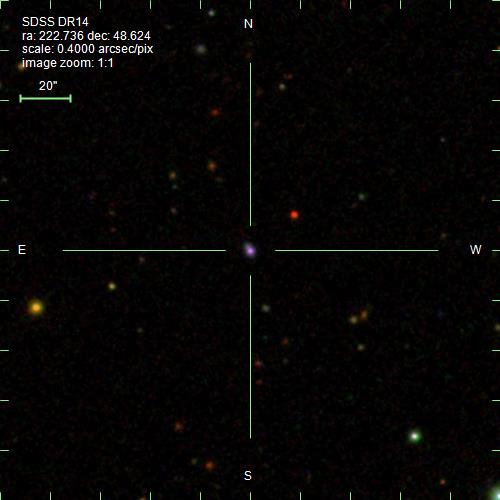 SDSS DR14
ra: 222.736 dec: 48.624
scale: 0.4000 arcsec/pix
image zoom: 1:1
20"
N
E
W
S